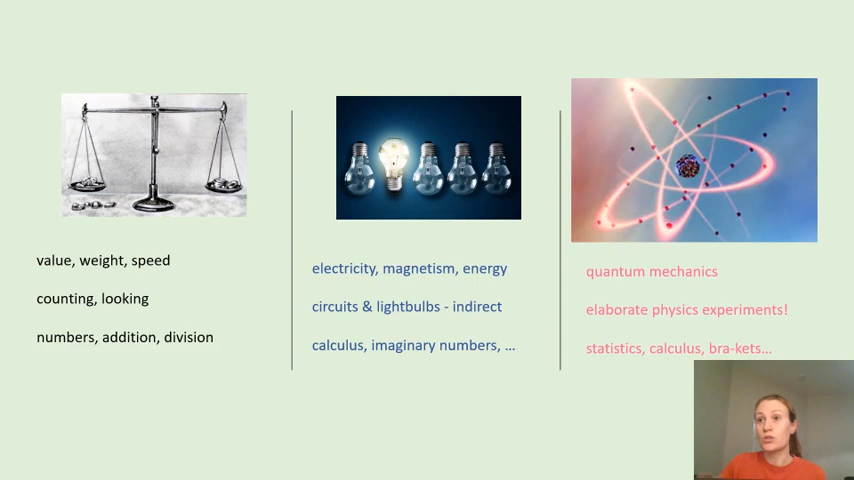 value, weight, speed
counting, looking
numbers, addition, division
electricity, magnetism, energy
circuits & lightbulbs - indirect
calculus, imaginary numbers, ...
quantum mechanics
elaborate physics experiments!
statistics, calculus, bra-kets...